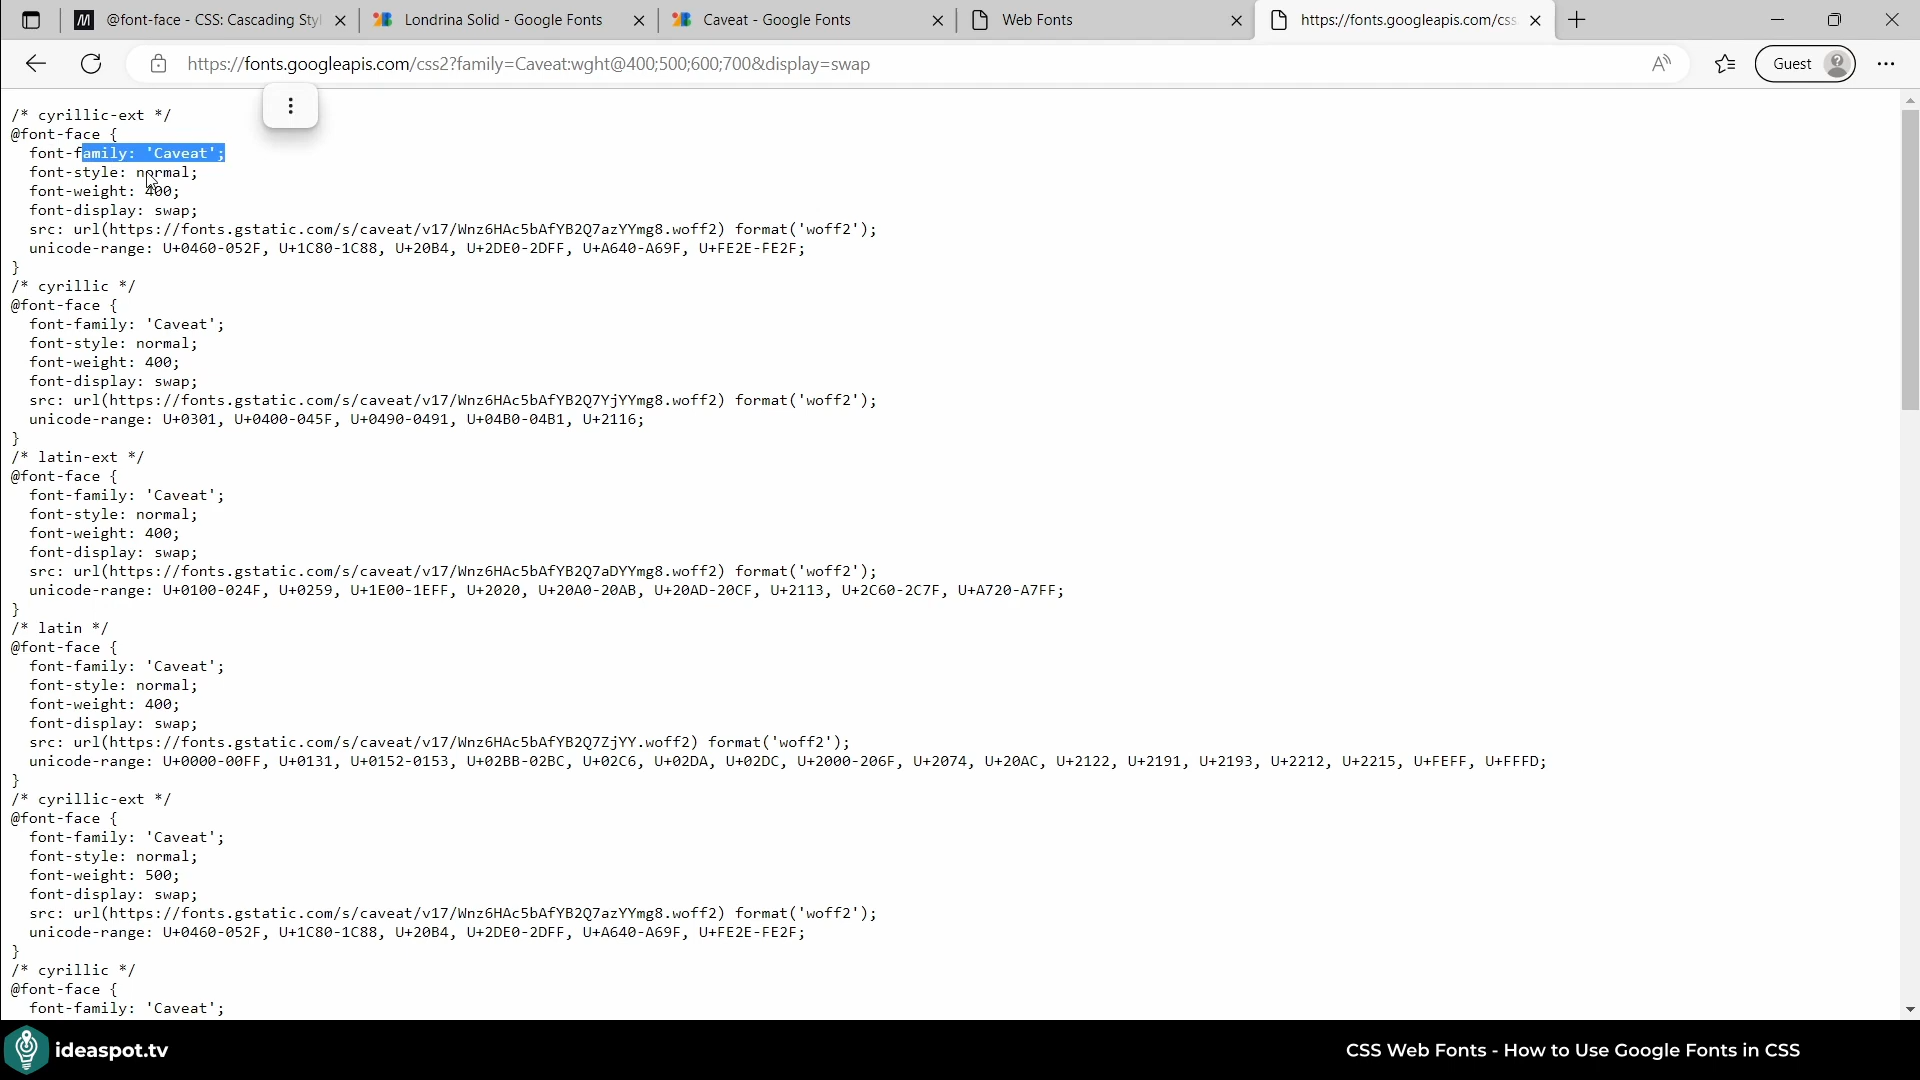 @font-face - CSS: Cascading Sty
Londrina Solid - Google Fonts
Caveat - Google Fonts
Web Fonts
https://fonts.googleapis.com/css
https://fonts.googleapis.com/css2?family=Caveat:wght@400;500;600;700&display=swap
Guest
/* cyrillic-ext */
@font-face {
font-family: 'Caveat';
font-style: normal;
font-weight: 400;
font-display: swap;
src: url(https://fonts.gstatic.com/s/caveat/v17/Wnz6HAc5bAfYB2Q7azYYmg8.woff2) format('woff2');
unicode-range: U+0460-052F, U+1C80-1C88, U+20B4, U+2DE0-2DFF, U+A640-A69F, U+FE2E-FE2F;
}
/* cyrillic */
@font-face {
font-family: 'Caveat';
font-style: normal;
font-weight: 400;
font-display: swap;
src: url(https://fonts.gstatic.com/s/caveat/v17/Wnz6HAc5bAfYB2Q7YjYYmg8.woff2) format('woff2');
unicode-range: U+0301, U+0400-045F, U+0490-0491, U+04B0-04B1, U+2116;
}
/* latin-ext */
@font-face {
font-family: 'Caveat';
font-style: normal;
font-weight: 400;
font-display: swap;
src: url(https://fonts.gstatic.com/s/caveat/v17/Wnz6HAc5bAfYB2Q7aDYYmg8.woff2) format('woff2');
unicode-range: U+0100-024F, U+0259, U+1E00-1EFF, U+2020, U+20A0-20AB, U+20AD-20CF, U+2113, U+2C60-2C7F, U+A720-A7FF;
}
/* latin */
@font-face {
font-family: 'Caveat';
font-style: normal;
font-weight: 400;
font-display: swap;
src: url(https://fonts.gstatic.com/s/caveat/v17/Wnz6HAc5bAfYB2Q7ZjYY.woff2) format('woff2');
unicode-range: U+0000-00FF, U+0131, U+0152-0153, U+02BB-02BC, U+02C6, U+02DA, U+02DC, U+2000-206F, U+2074, U+20AC, U+2122, U+2191, U+2193, U+2212, U+2215, U+FEFF, U+FFFD;
}
/* cyrillic-ext */
@font-face {
font-family: 'Caveat';
font-style: normal;
font-weight: 500;
font-display: swap;
src: url(https://fonts.gstatic.com/s/caveat/v17/Wnz6HAc5bAfYB2Q7azYYmg8.woff2) format('woff2');
unicode-range: U+0460-052F, U+1C80-1C88, U+20B4, U+2DE0-2DFF, U+A640-A69F, U+FE2E-FE2F;
}
/* cyrillic */
@font-face {
font-family: 'Caveat';
ideaspot.tv
CSS Web Fonts - How to Use Google Fonts in CSS